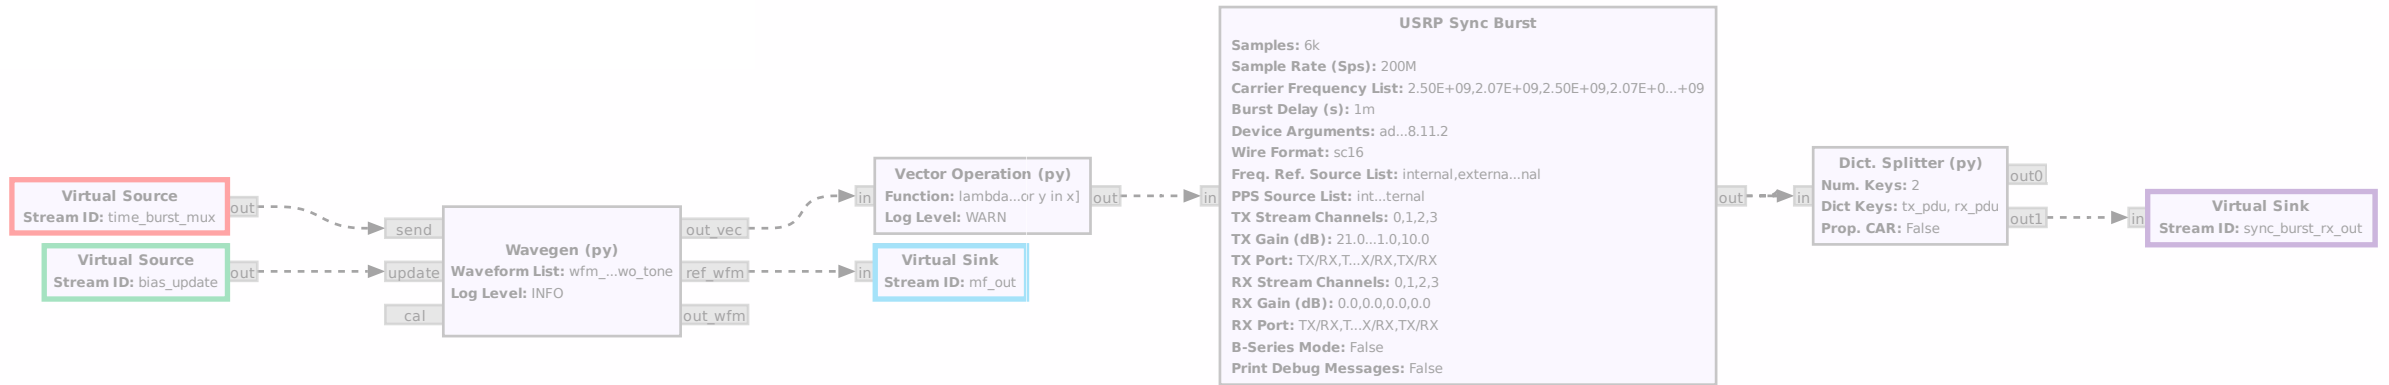 Virtual Source
Stream ID: time_burst_mux
out
Virtual Source
Stream ID: bias_update
out
send
update
cal
Wavegen (py)
Waveform List: wfm_...wo_tone
Log Level: INFO
out_vec
ref_wfm
out_wfm
in
Vector Operation (py)
Function: lambda...or y in x]
Log Level: WARN
out
in
Virtual Sink
Stream ID: mf_out
in
USRP Sync Burst
Samples: 6k
Sample Rate (Sps): 200M
Carrier Frequency List: 2.50E+09,2.07E+09,2.50E+09,2.07E+0...+09
Burst Delay (s): 1m
Device Arguments: ad...8.11.2
Wire Format: sc16
Freq. Ref. Source List: internal,externa...nal
PPS Source List: int...ternal
TX Stream Channels: 0,1,2,3
TX Gain (dB): 21.0...1.0,10.0
TX Port: TX/RX,T...X/RX,TX/RX
RX Stream Channels: 0,1,2,3
RX Gain (dB): 0.0,0.0,0.0,0.0
RX Port: TX/RX,T...X/RX,TX/RX
B-Series Mode: False
Print Debug Messages: False
out
in
Dict. Splitter (py)
Num. Keys: 2
Dict Keys: tx_pdu, rx_pdu
Prop. CAR: False
out0
out1
in
Virtual Sink
Stream ID: sync_burst_rx_out